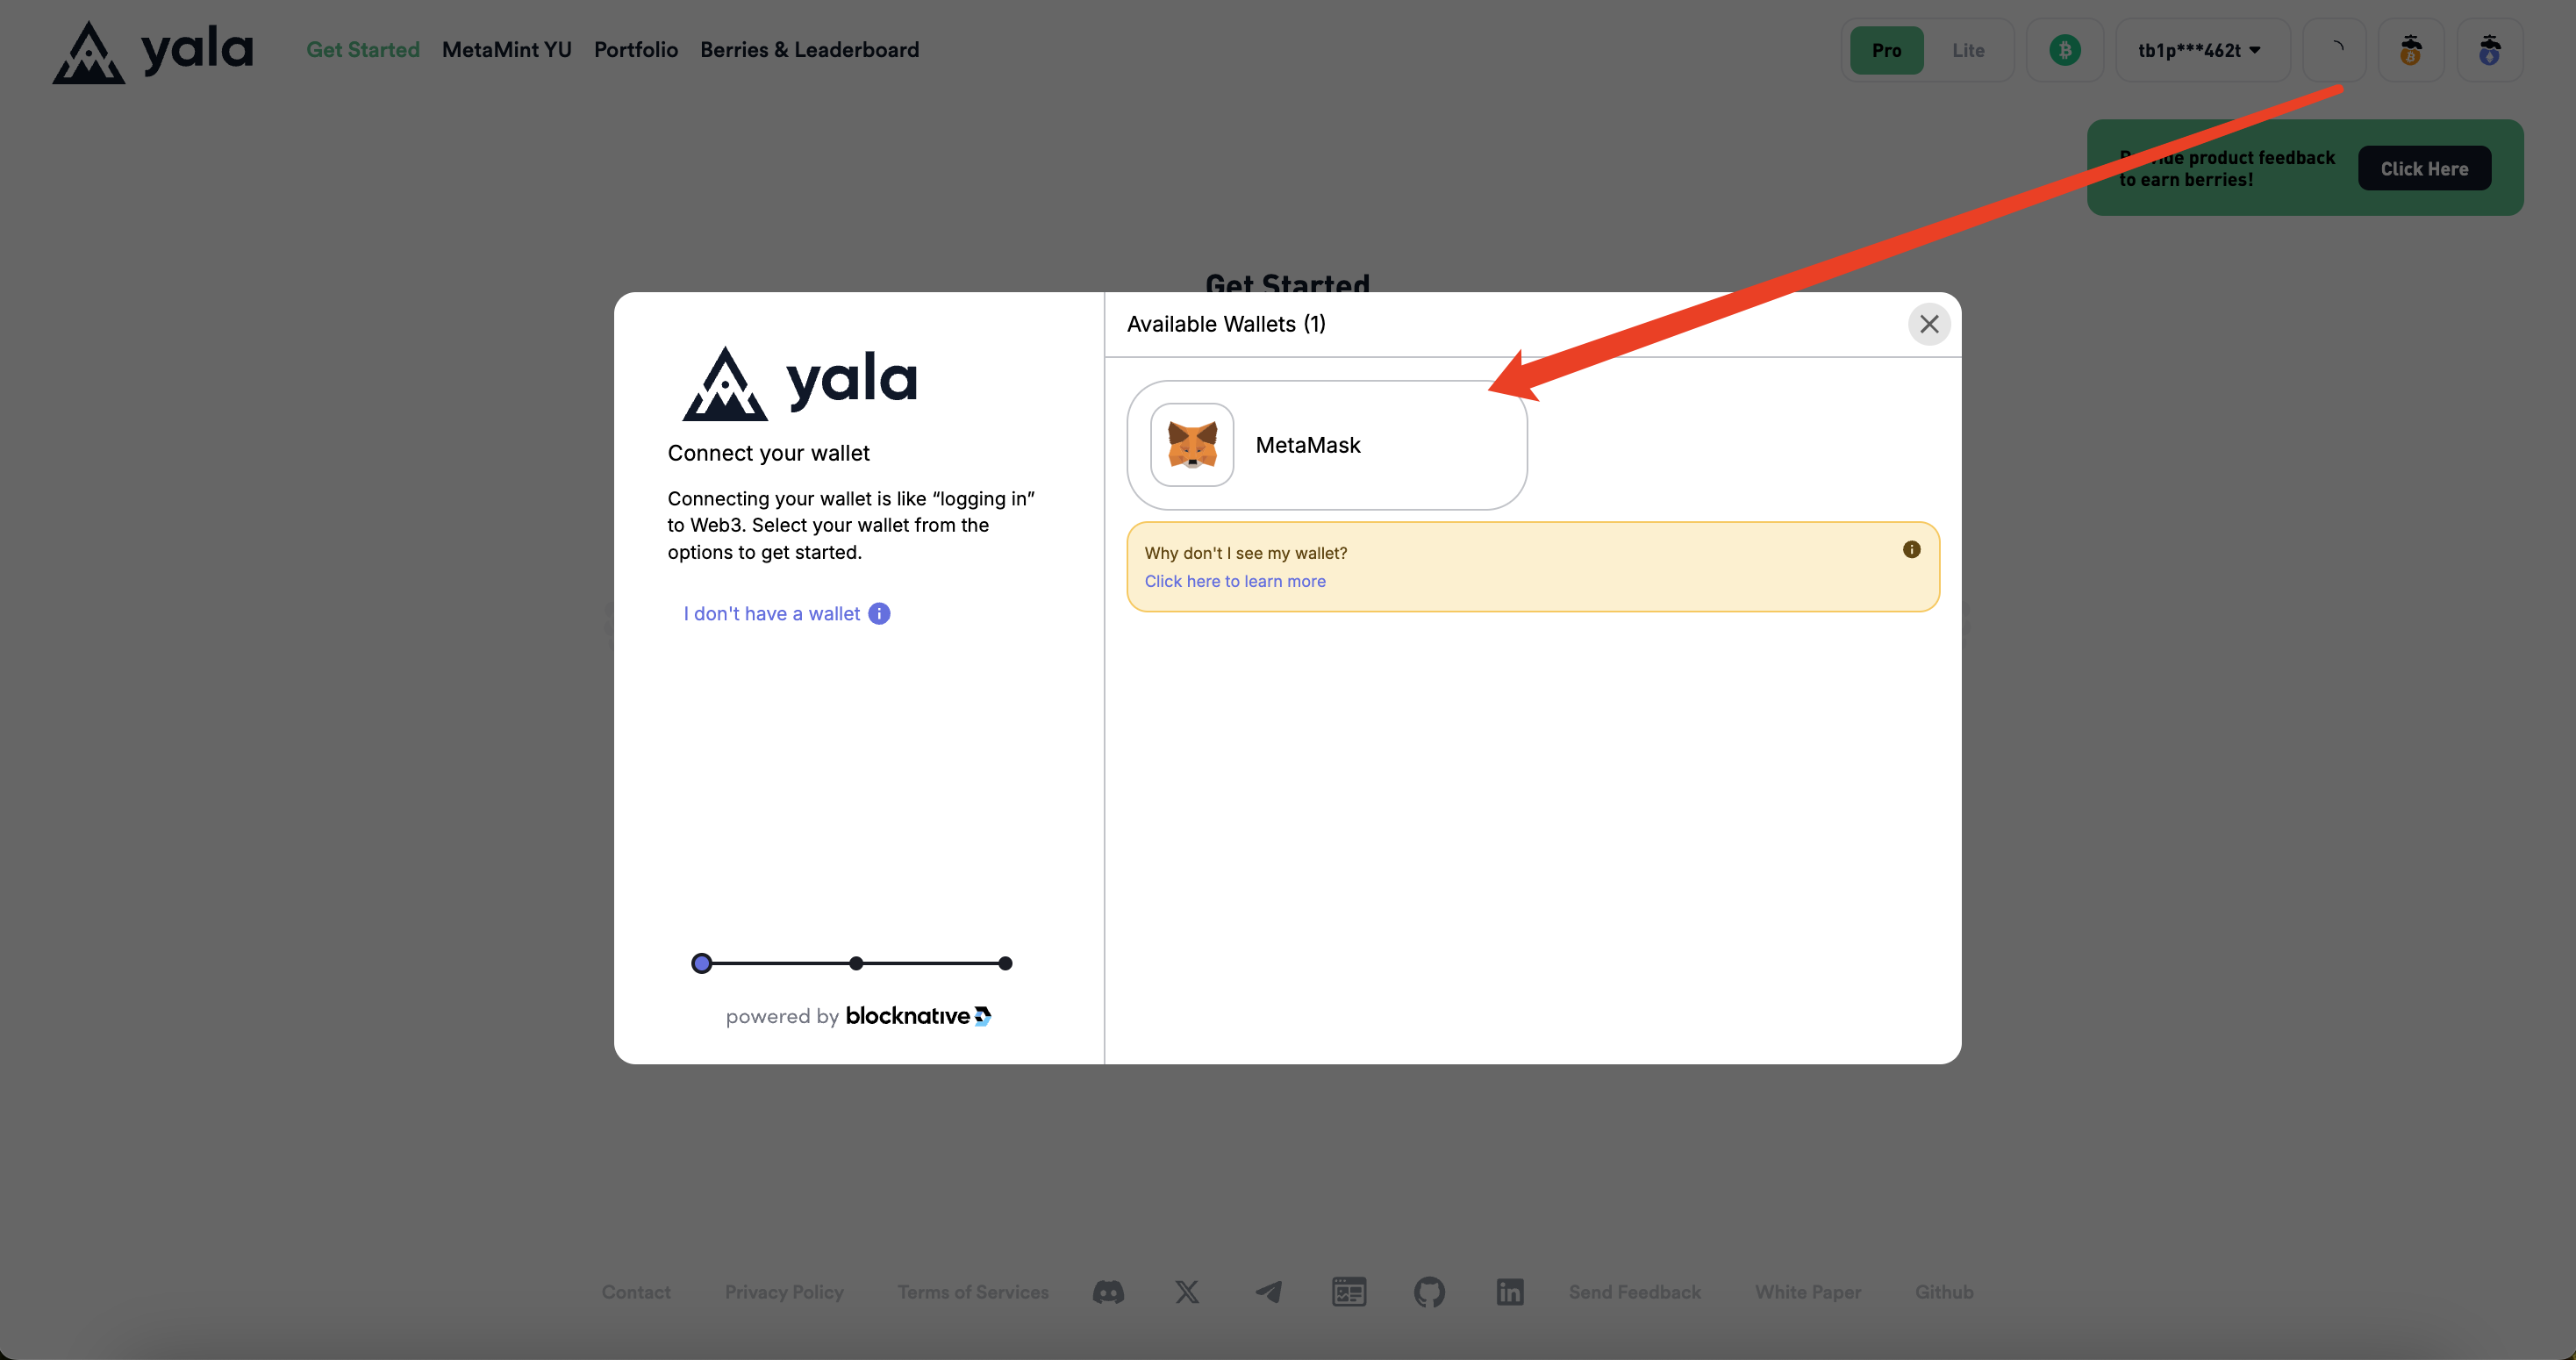 yala
Get Started
MetaMint YU
Portfolio
Berries & Leaderboard
Pro
Lite
tb1p***462t
Provide product feedback
to earn berries!
Click Here
Get Started
yala
Connect your wallet
Connecting your wallet is like “logging in”
to Web3. Select your wallet from the
options to get started.
I don't have a wallet
powered by blocknative
Available Wallets (1)
MetaMask
Why don't I see my wallet?
Click here to learn more
Contact
Privacy Policy
Terms of Services
Send Feedback
White Paper
Github